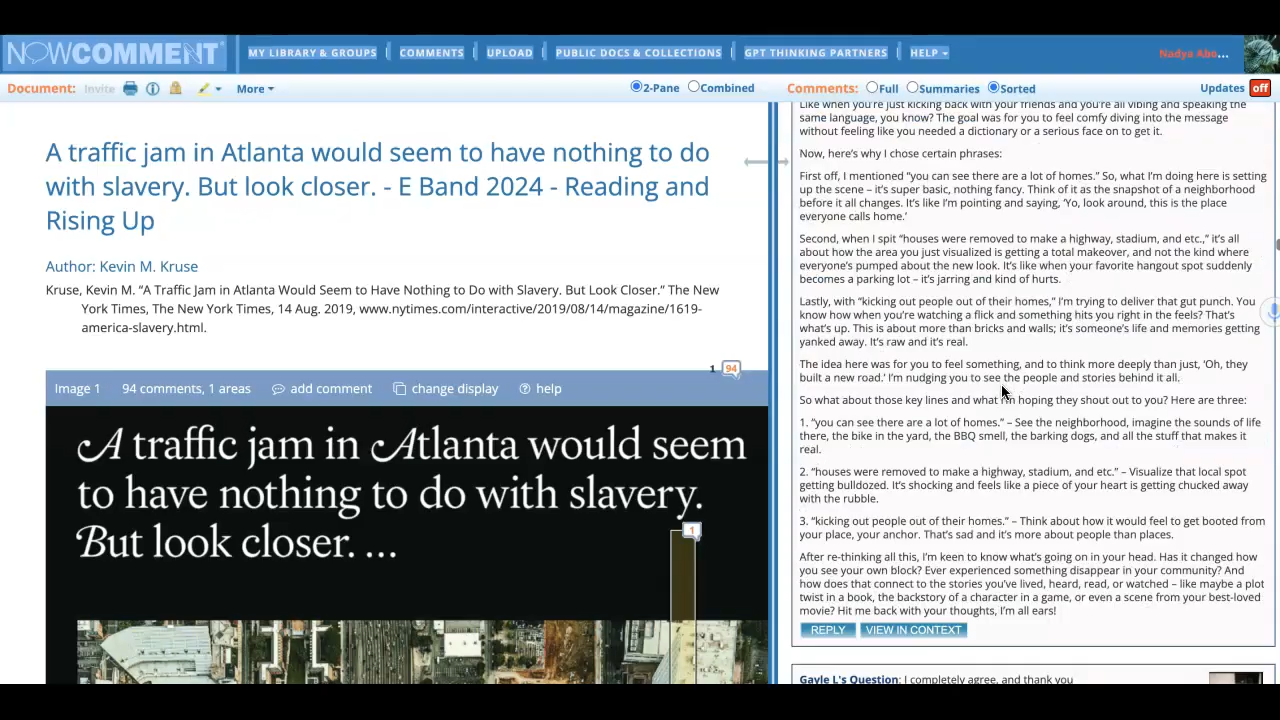 NOWCOMMENT
MY LIBRARY & GROUPS | COMMENTS | UPLOAD | PUBLIC DOCS & COLLECTIONS | GPT THINKING PARTNERS | HELP
Nadya Abo...
Document: Invite More
2-Pane Combined
Comments: Full Summaries Sorted
Updates off
A traffic jam in Atlanta would seem to have nothing to do
with slavery. But look closer. - E Band 2024 - Reading and
Rising Up
Author: Kevin M. Kruse
Kruse, Kevin M. “A Traffic Jam in Atlanta Would Seem to Have Nothing to Do with Slavery. But Look Closer.” The New
York Times, The New York Times, 14 Aug. 2019, www.nytimes.com/interactive/2019/08/14/magazine/1619-
america-slavery.html.
1 94
Image 1 94 comments, 1 areas add comment change display help
A traffic jam in Atlanta would seem
to have nothing to do with slavery.
But look closer. ...
1
Like when you're just kicking back with your friends and you're all vibing and speaking the
same language, you know? The goal was for you to feel comfy diving into the message
without feeling like you needed a dictionary or a serious face on to get it.
Now, here's why I chose certain phrases:
First off, I mentioned “you can see there are a lot of homes.” So, what I'm doing here is setting
up the scene – it's super basic, nothing fancy. Think of it as the snapshot of a neighborhood
before it all changes. It's like I'm pointing and saying, ‘Yo, look around, this is the place
everyone calls home.’
Second, when I spit “houses were removed to make a highway, stadium, and etc.,” it's all
about how the area you just visualized is getting a total makeover, and not the kind where
everyone's pumped about the new look. It's like when your favorite hangout spot suddenly
becomes a parking lot – it's jarring and kind of hurts.
Lastly, with “kicking out people out of their homes,” I'm trying to deliver that gut punch. You
know how when you're watching a flick and something hits you right in the feels? That's
what's up. This is about more than bricks and walls; it's someone's life and memories getting
yanked away. It's raw and it's real.
The idea here was for you to feel something, and to think more deeply than just, ‘Oh, they
built a new road.’ I'm nudging you to see the people and stories behind it all.
So what about those key lines and what I'm hoping they shout out to you? Here are three:
1. “you can see there are a lot of homes.” – See the neighborhood, imagine the sounds of life
there, the bike in the yard, the BBQ smell, the barking dogs, and all the stuff that makes it
real.
2. “houses were removed to make a highway, stadium, and etc.” – Visualize that local spot
getting bulldozed. It's shocking and feels like a piece of your heart is getting chucked away
with the rubble.
3. “kicking out people out of their homes.” – Think about how it would feel to get booted from
your place, your anchor. That's sad and it's more about people than places.
After re-thinking all this, I'm keen to know what's going on in your head. Has it changed how
you see your own block? Ever experienced something disappear in your community? And
how does that connect to the stories you've lived, heard, read, or watched – like maybe a plot
twist in a book, the backstory of a character in a game, or even a scene from your best-loved
movie? Hit me back with your thoughts, I'm all ears!
REPLY VIEW IN CONTEXT
Gayle L's Question: I completely agree, and thank you